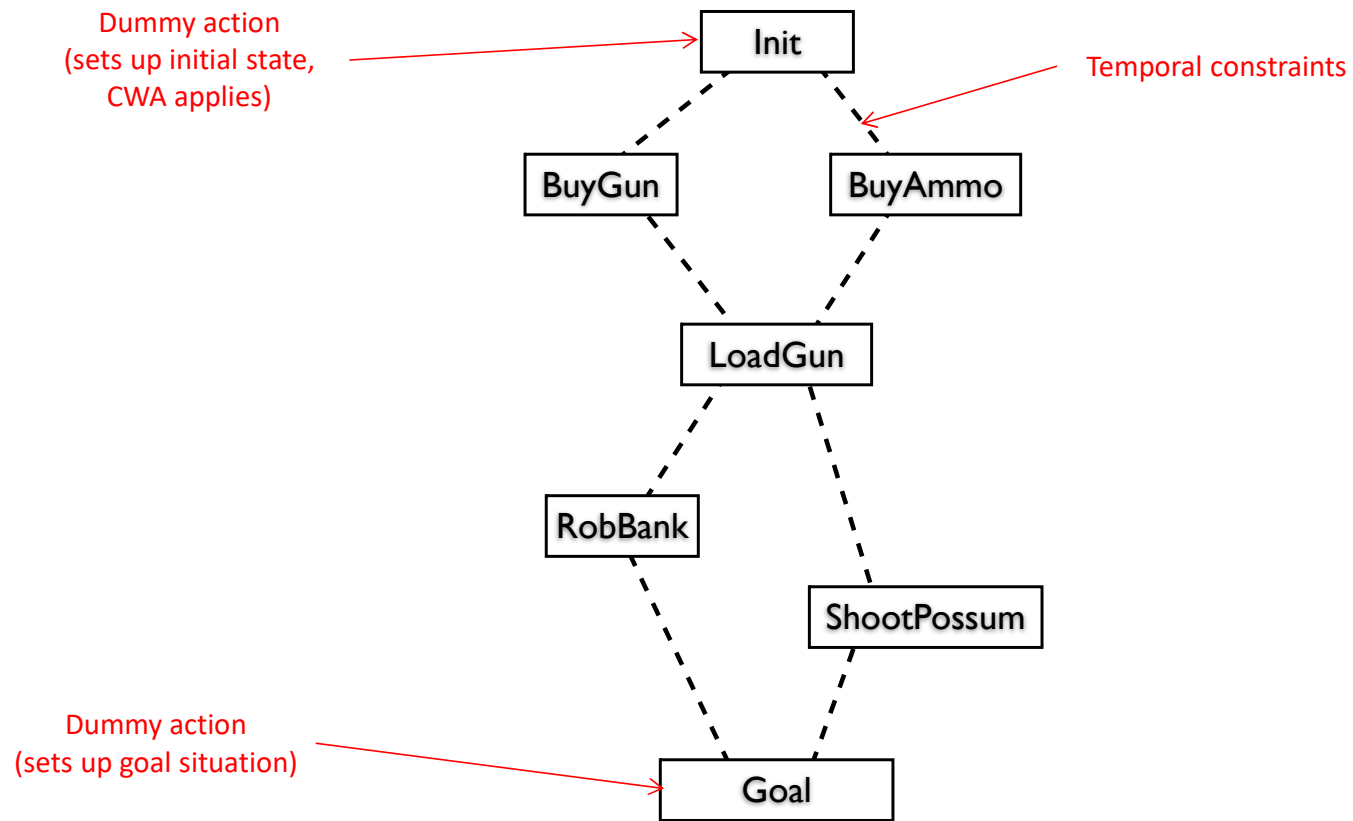 Dummy action
(sets up initial state,
CWA applies)
Init
Temporal constraints
BuyGun
BuyAmmo
LoadGun
RobBank
ShootPossum
Dummy action
(sets up goal situation)
Goal